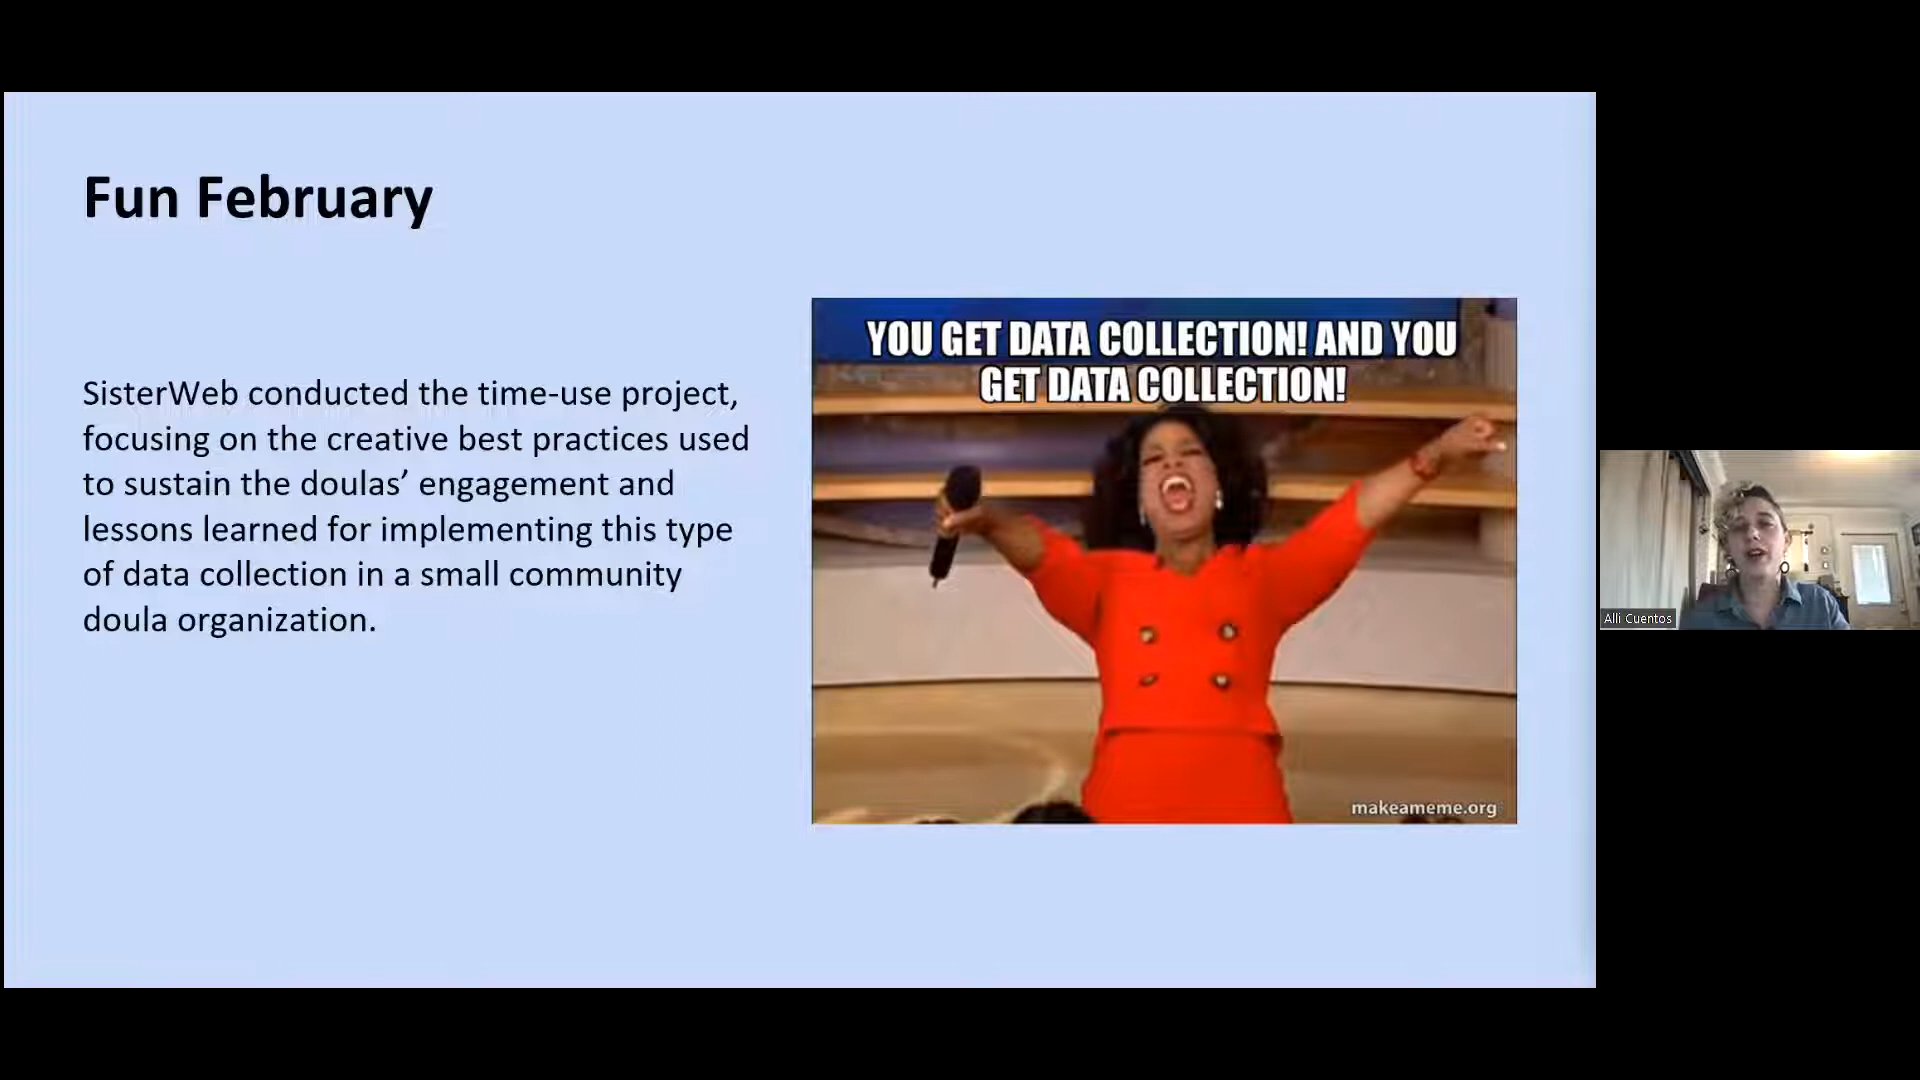 Fun February
SisterWeb conducted the time-use project,
focusing on the creative best practices used
to sustain the doulas’ engagement and
lessons learned for implementing this type
of data collection in a small community
doula organization.
YOU GET DATA COLLECTION! AND YOU
GET DATA COLLECTION!
makeameme.org
Alli Cuentos